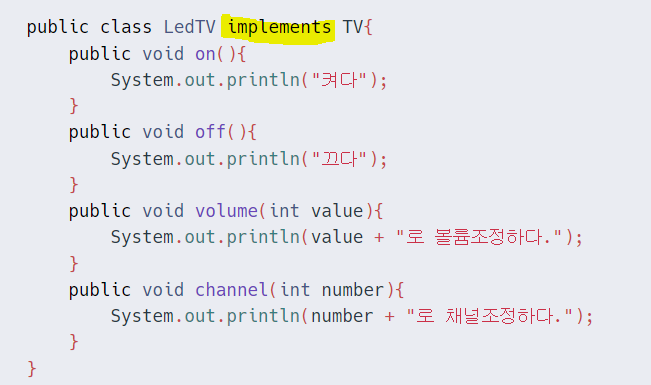 public class LedTV implements TV{
    public void on(){
        System.out.println("켜다");
    }
    public void off(){
        System.out.println("끄다");
    }
    public void volume(int value){
        System.out.println(value + "로 볼륨조정하다.");
    }
    public void channel(int number){
        System.out.println(number + "로 채널조정하다.");
    }
}